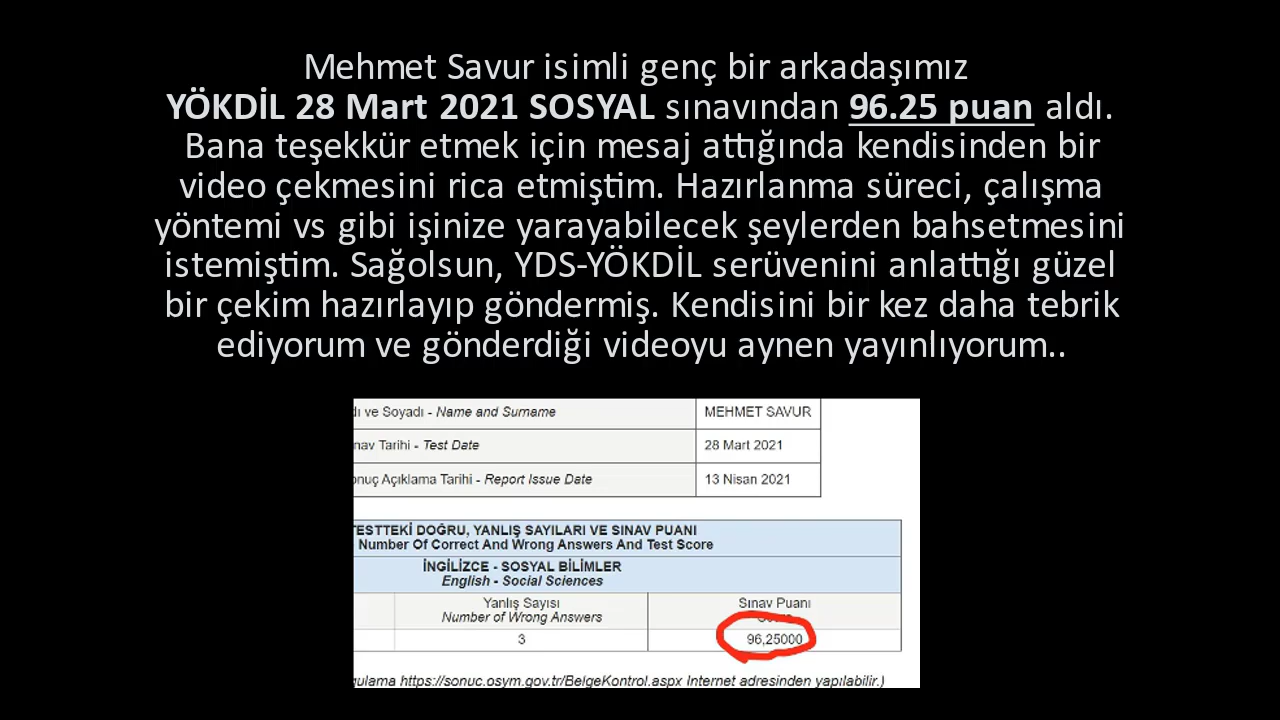 Mehmet Savur isimli genç bir arkadaşımız
YÖKDİL 28 Mart 2021 SOSYAL sınavından 96.25 puan aldı.
Bana teşekkür etmek için mesaj attığında kendisinden bir
video çekmesini rica etmiştim. Hazırlanma süreci, çalışma
yöntemi vs gibi işinize yarayabilecek şeylerden bahsetmesini
istemiştim. Sağolsun, YDS-YÖKDİL serüvenini anlattığı güzel
bir çekim hazırlayıp göndermiş. Kendisini bir kez daha tebrik
ediyorum ve gönderdiği videoyu aynen yayınlıyorum..
ve Soyadı - Name and Surname MEHMET SAVUR
Tarihi - Test Date 28 Mart 2021
Açıklama Tarihi - Report Issue Date 13 Nisan 2021
TESTTEKİ DOĞRU, YANLIŞ SAYILARI VE SINAV PUANI
Number Of Correct And Wrong Answers And Test Score
İNGİLİZCE - SOSYAL BİLİMLER
English - Social Sciences
Yanlış Sayısı Sınav Puanı
Number of Wrong Answers
3 96,25000
https://sonuc.osym.gov.tr/BelgeKontrol.aspx Internet adresinden yapılabilir.)